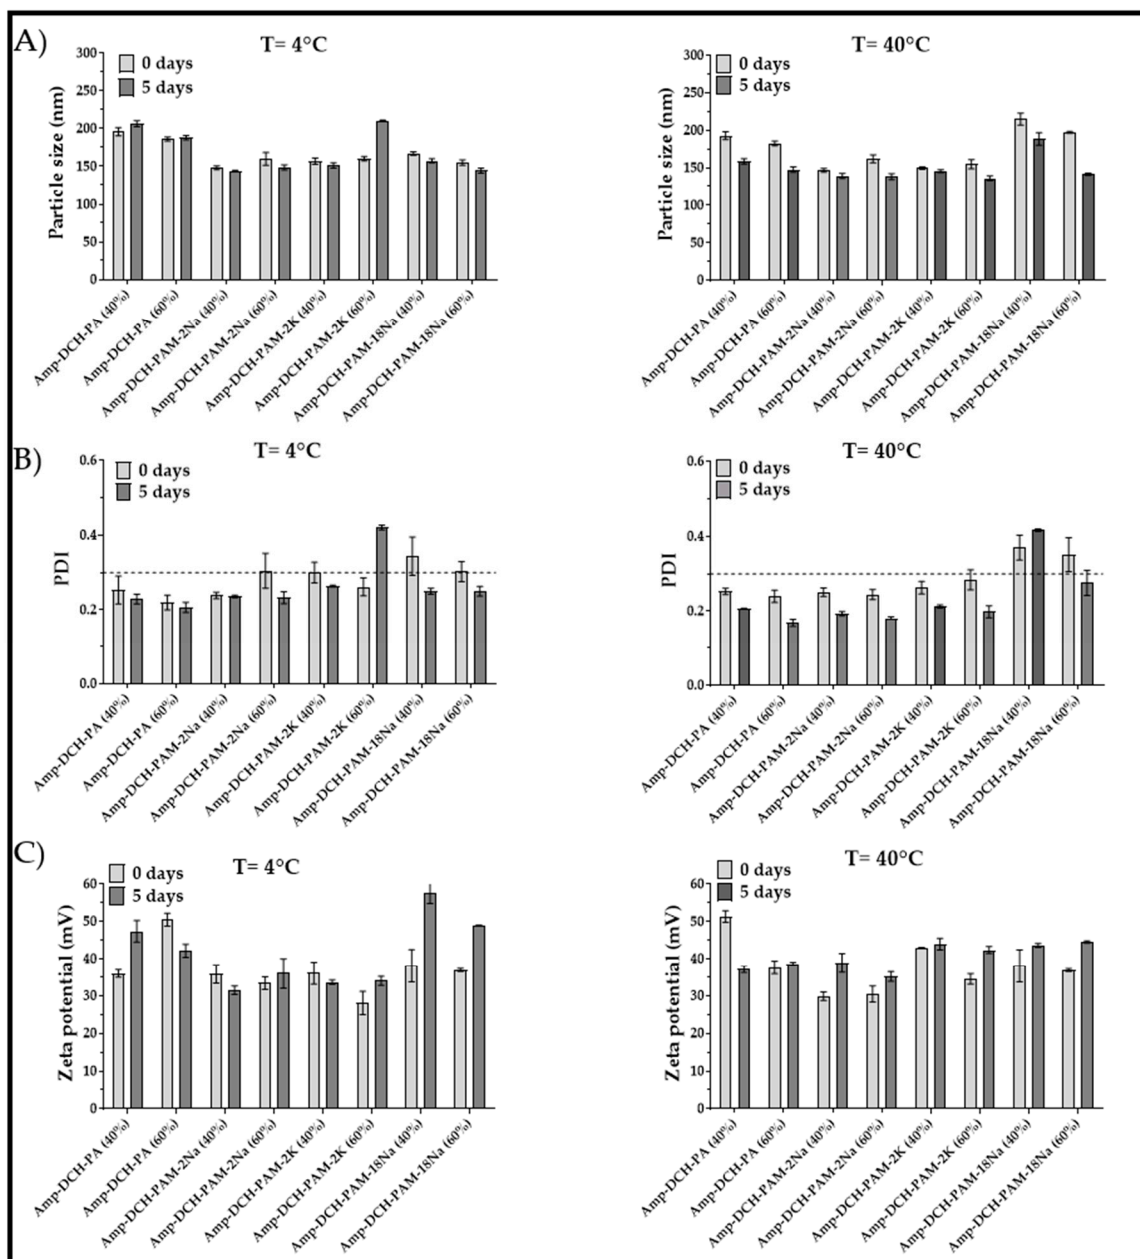 A)
T= 4°C
0 days
5 days
Particle size (nm)
300
250
200
150
100
50
0
Amp-DCH-PA (40%)
Amp-DCH-PA (60%)
Amp-DCH-PAM-2Na (40%)
Amp-DCH-PAM-2Na (60%)
Amp-DCH-PAM-2K (40%)
Amp-DCH-PAM-2K (60%)
Amp-DCH-PAM-18Na (40%)
Amp-DCH-PAM-18Na (60%)
T= 40°C
0 days
5 days
Particle size (nm)
300
250
200
150
100
50
0
Amp-DCH-PA (40%)
Amp-DCH-PA (60%)
Amp-DCH-PAM-2Na (40%)
Amp-DCH-PAM-2Na (60%)
Amp-DCH-PAM-2K (40%)
Amp-DCH-PAM-2K (60%)
Amp-DCH-PAM-18Na (40%)
Amp-DCH-PAM-18Na (60%)
B)
T= 4°C
0 days
5 days
PDI
0.6
0.4
0.2
0.0
Amp-DCH-PA (40%)
Amp-DCH-PA (60%)
Amp-DCH-PAM-2Na (40%)
Amp-DCH-PAM-2Na (60%)
Amp-DCH-PAM-2K (40%)
Amp-DCH-PAM-2K (60%)
Amp-DCH-PAM-18Na (40%)
Amp-DCH-PAM-18Na (60%)
T= 40°C
0 days
5 days
PDI
0.6
0.4
0.2
0.0
Amp-DCH-PA (40%)
Amp-DCH-PA (60%)
Amp-DCH-PAM-2Na (40%)
Amp-DCH-PAM-2Na (60%)
Amp-DCH-PAM-2K (40%)
Amp-DCH-PAM-2K (60%)
Amp-DCH-PAM-18Na (40%)
Amp-DCH-PAM-18Na (60%)
C)
T= 4°C
0 days
5 days
Zeta potential (mV)
60
50
40
30
20
10
0
Amp-DCH-PA (40%)
Amp-DCH-PA (60%)
Amp-DCH-PAM-2Na (40%)
Amp-DCH-PAM-2Na (60%)
Amp-DCH-PAM-2K (40%)
Amp-DCH-PAM-2K (60%)
Amp-DCH-PAM-18Na (40%)
Amp-DCH-PAM-18Na (60%)
T= 40°C
0 days
5 days
Zeta potential (mV)
60
50
40
30
20
10
0
Amp-DCH-PA (40%)
Amp-DCH-PA (60%)
Amp-DCH-PAM-2Na (40%)
Amp-DCH-PAM-2Na (60%)
Amp-DCH-PAM-2K (40%)
Amp-DCH-PAM-2K (60%)
Amp-DCH-PAM-18Na (40%)
Amp-DCH-PAM-18Na (60%)